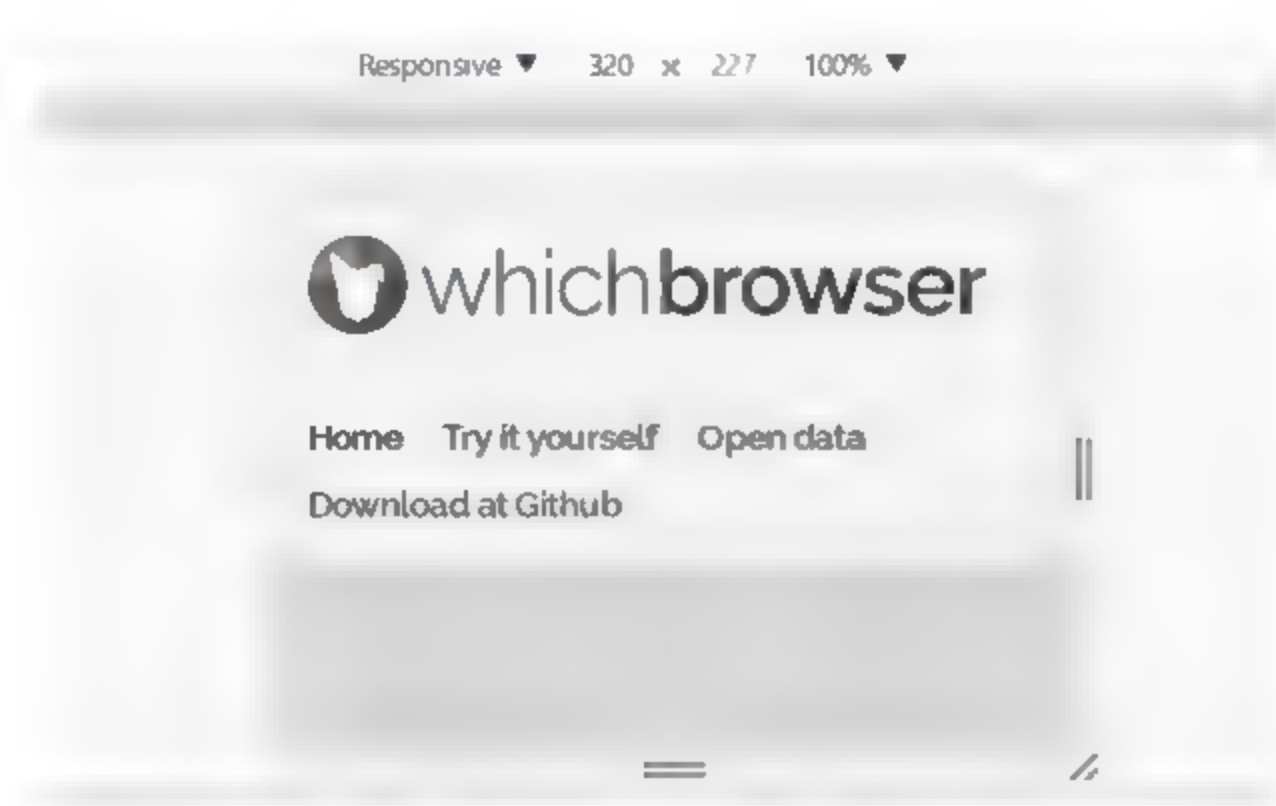 Responsive ▼ 320 x 227 100% ▼
whichbrowser
Home Try it yourself Open data
Download at Github